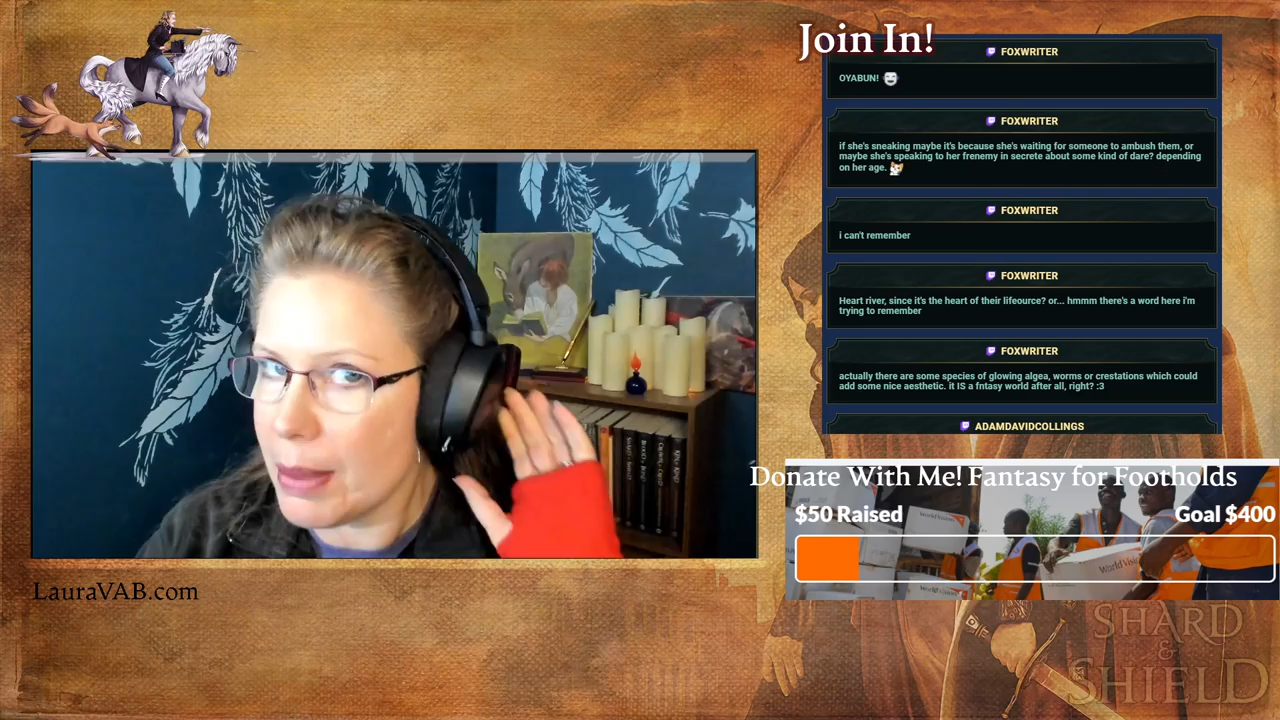 Join In!
FOXWRITER
OYABUN!
FOXWRITER
if she's sneaking maybe it's because she's waiting for someone to ambush them, or
maybe she's speaking to her frenemy in secrete about some kind of dare? depending
on her age.
FOXWRITER
i can't remember
FOXWRITER
Heart river, since it's the heart of their lifeource? or... hmmm there's a word here i'm
trying to remember
FOXWRITER
actually there are some species of glowing algea, worms or crestations which could
add some nice aesthetic. it IS a fntasy world after all, right? :3
ADAMDAVIDCOLLINGS
Donate With Me! Fantasy for Footholds
$50 Raised
Goal $400
World Vision
LauraVAB.com
SHARD
&
SHIELD